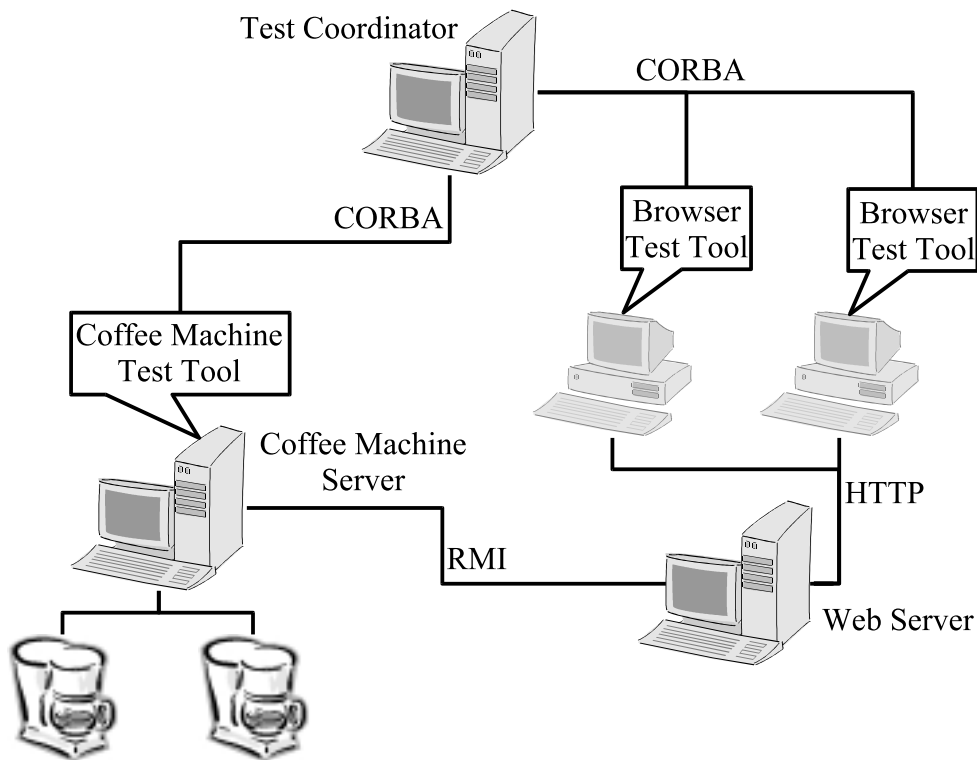 Test Coordinator
CORBA
CORBA
Browser
Test Tool
Browser
Test Tool
Coffee Machine
Test Tool
Coffee Machine
Server
HTTP
RMI
Web Server